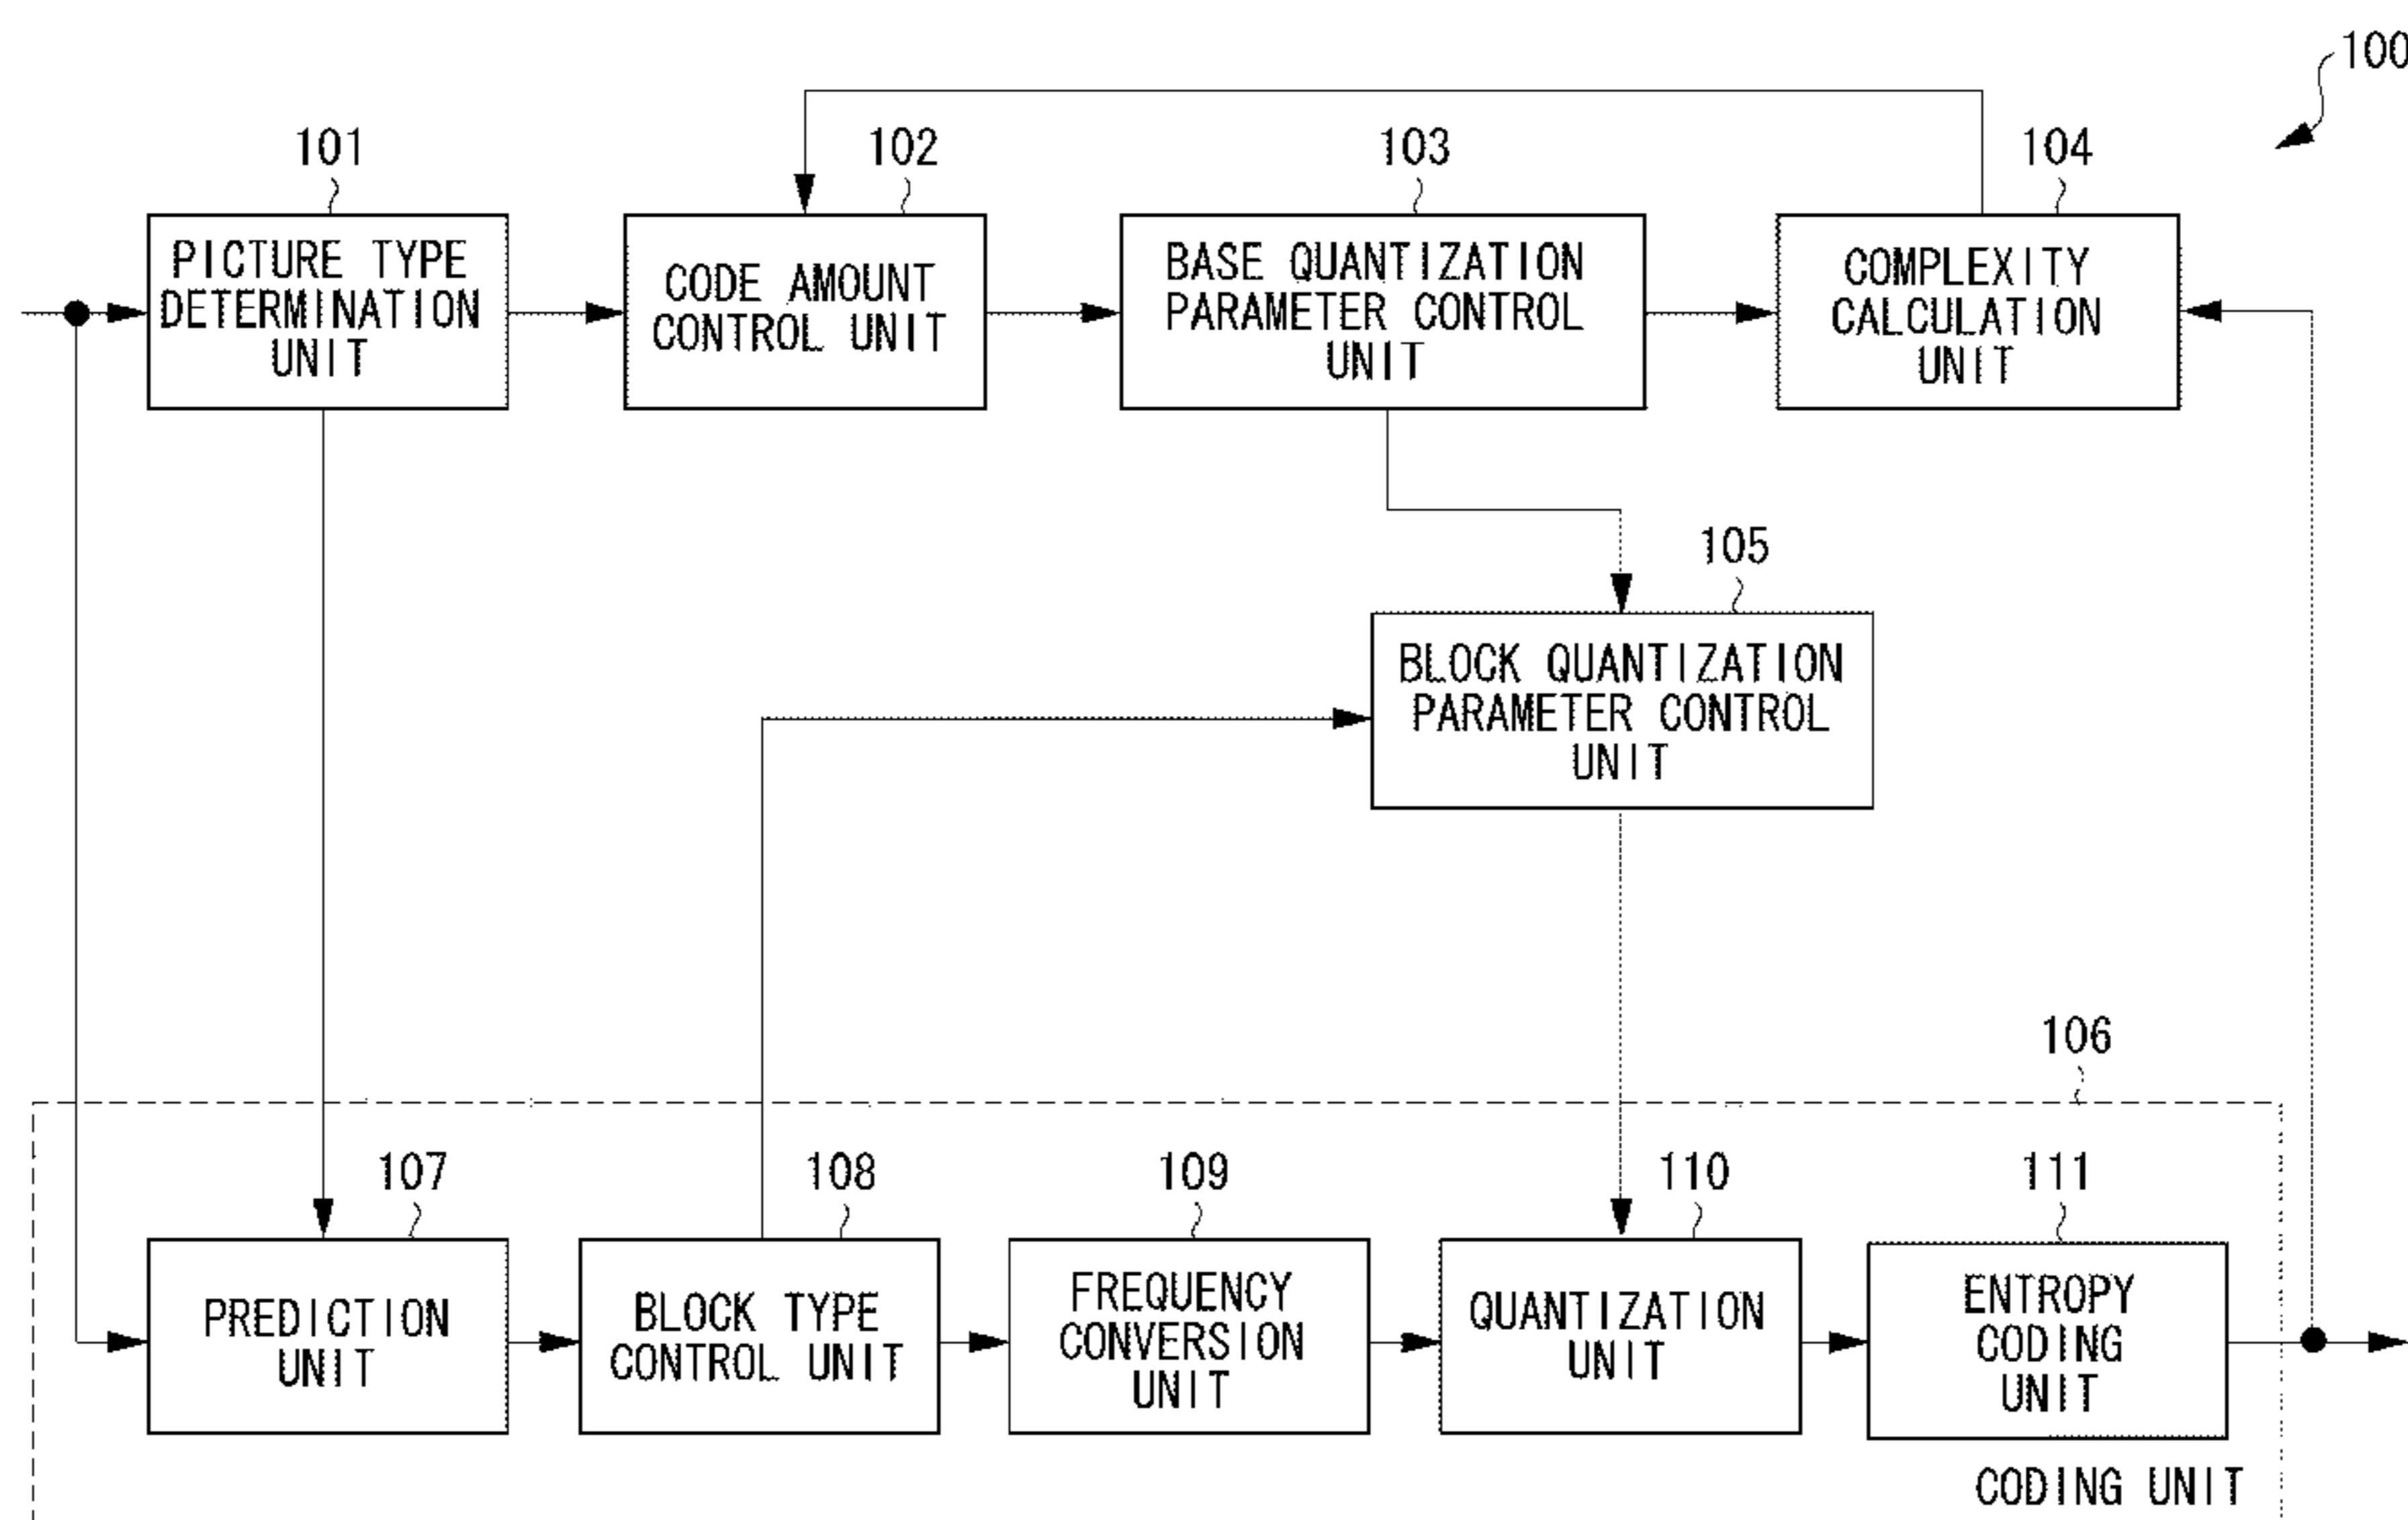 100
101
PICTURE TYPE
DETERMINATION
UNIT
102
CODE AMOUNT
CONTROL UNIT
103
BASE QUANTIZATION
PARAMETER CONTROL
UNIT
104
COMPLEXITY
CALCULATION
UNIT
105
BLOCK QUANTIZATION
PARAMETER CONTROL
UNIT
106
107
PREDICTION
UNIT
108
BLOCK TYPE
CONTROL UNIT
109
FREQUENCY
CONVERSION
UNIT
110
QUANTIZATION
UNIT
111
ENTROPY
CODING
UNIT
CODING UNIT